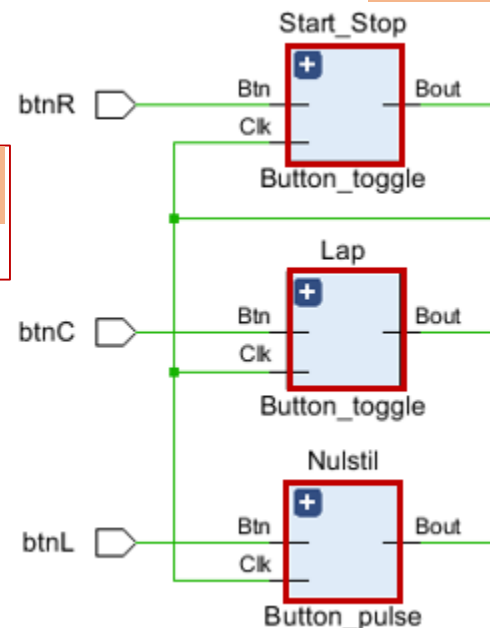 Start_Stop
Btn
Bout
btnR
Clk
Button_toggle
Lap
Btn
Bout
btnC
Clk
Button_toggle
Nulstil
Btn
Bout
btnL
Clk
Button_pulse